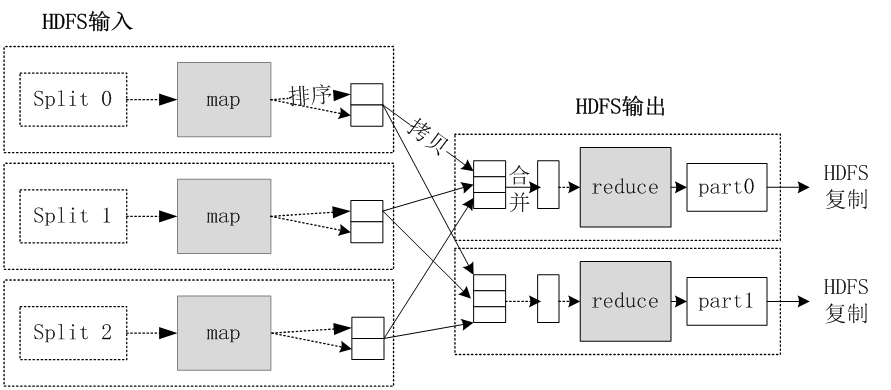 HDFS输入
Split 0
map
排序
拷贝
Split 1
map
Split 2
map
HDFS输出
合并
reduce
part0
HDFS
复制
reduce
part1
HDFS
复制